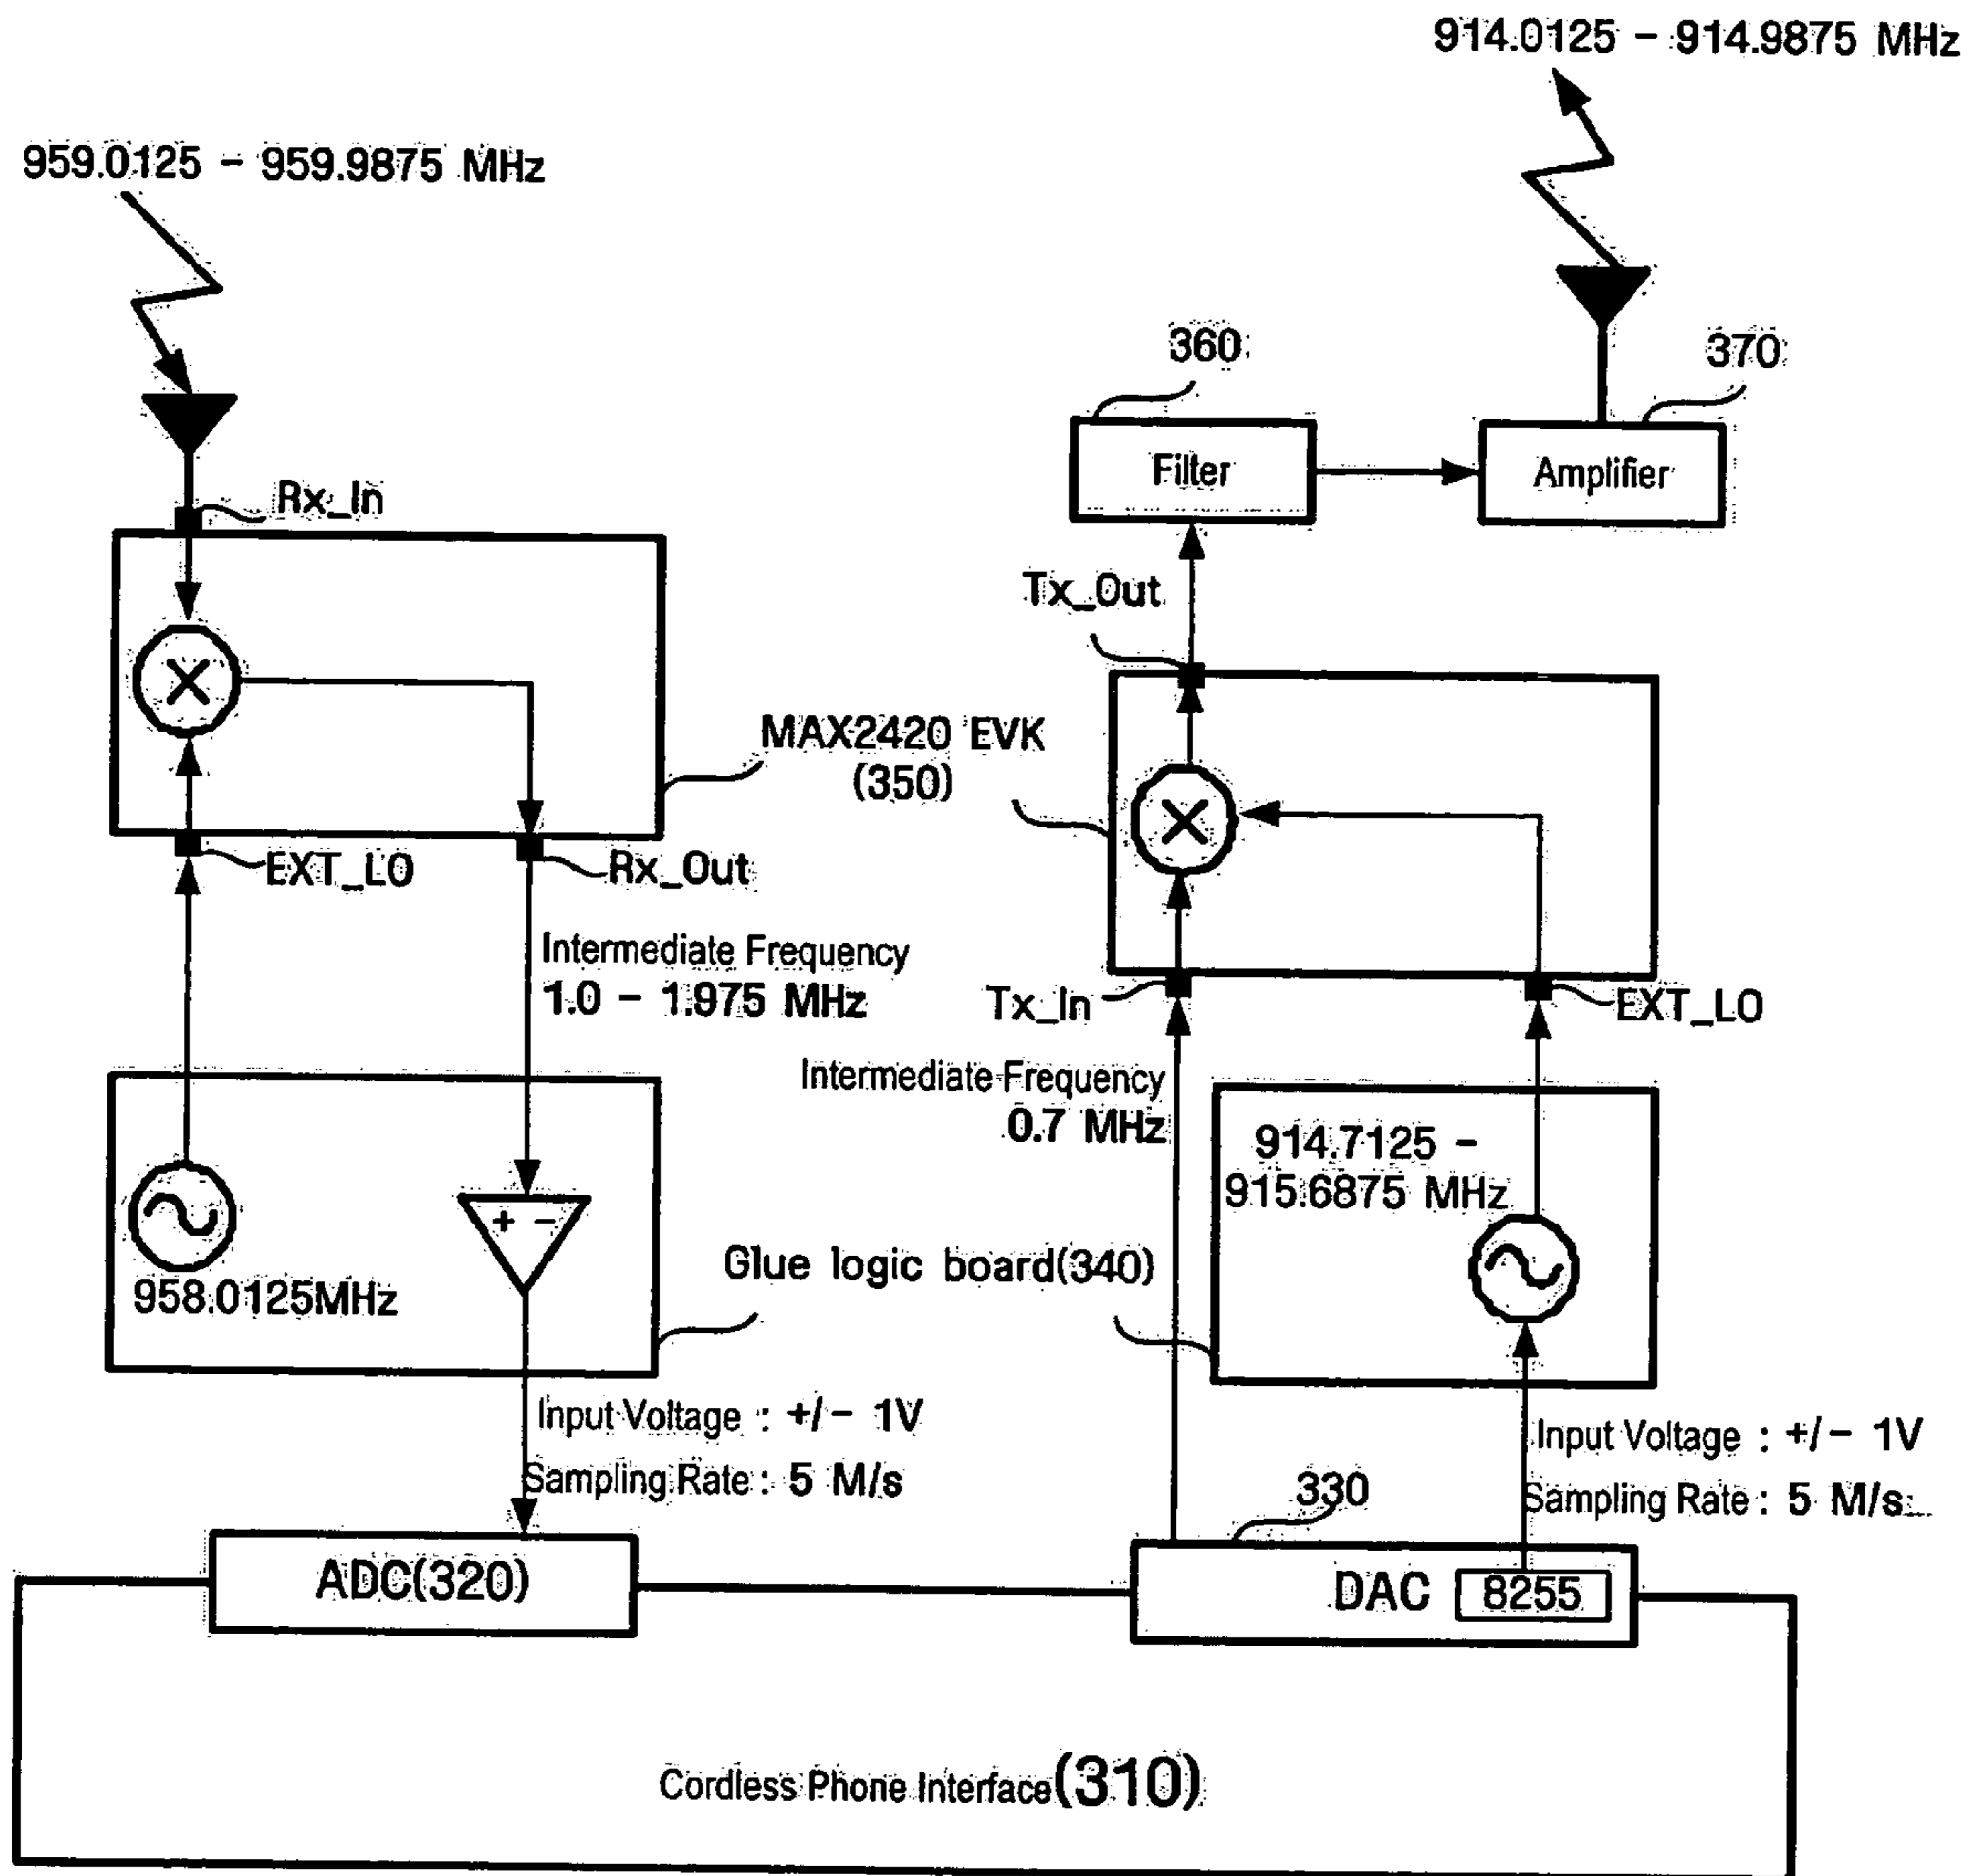 914.0125 - 914.9875 MHz
959.0125 - 959.9875 MHz
360
370
Filter
Amplifier
Rx_In
Tx_Out
MAX2420 EVK
(350)
EXT_LO
Rx_Out
Intermediate Frequency
1.0 - 1.975 MHz
Tx_In
EXT_LO
Intermediate Frequency
0.7 MHz
914.7125 -
915.6875 MHz
+ -
958.0125MHz
Glue logic board(340)
Input Voltage : +/- 1V
Sampling Rate : 5 M/s
Input Voltage : +/- 1V
Sampling Rate : 5 M/s
330
ADC(320)
DAC
8255
Cordless Phone Interface(310)